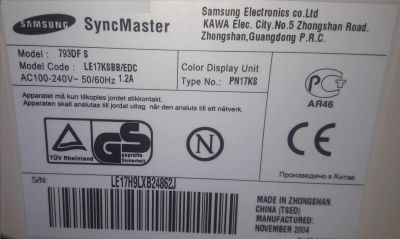 SAMSUNG SyncMaster
Samsung Electronics co.Ltd
KAWA Elec. City.No.5 Zhongshan Road.
Zhongshan,Guangdong P.R.C.
Model : 793DF S
Model Code : LE17KSBB/EDC
AC100-240V~ 50/60Hz 1.2A
Color Display Unit
Type No.: PN17KS
Apparatet må kun tilkoples jordet stikkontakt.
Apparaten skall anslutas till jordat uttag när den ansluts till ett nätverk.
PCT
АЯ46
TÜV Rheinland
GS
geprüfte Sicherheit
N
CE
Произведено в Китае
S/N:
LE17H9LXB24862J
MADE IN ZHONGSHAN.
CHINA (TSED)
MANUFACTURED:
NOVEMBER 2004